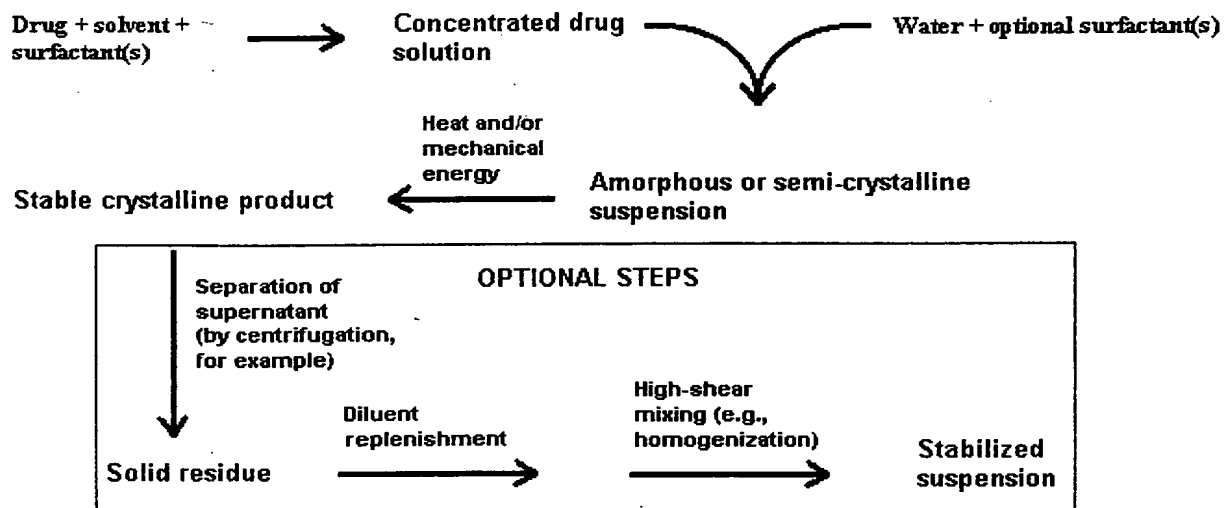 Drug + solvent +
surfactant(s)
Concentrated drug
solution
Water + optional surfactant(s)
Heat and/or
mechanical
energy
Stable crystalline product
Amorphous or semi-crystalline
suspension
OPTIONAL STEPS
Separation of
supernatant
(by centrifugation,
for example)
Diluent
replenishment
High-shear
mixing (e.g.,
homogenization)
Solid residue
Stabilized
suspension